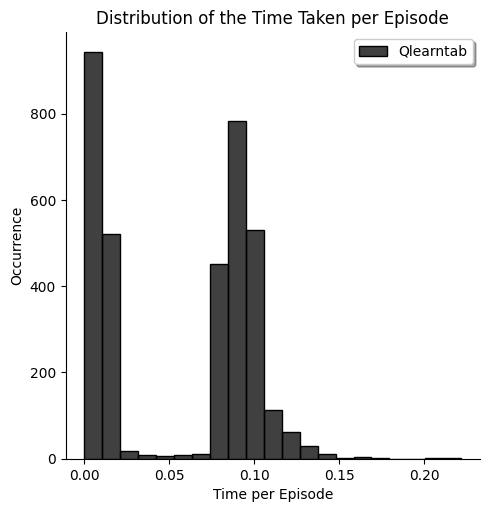 Distribution of the Time Taken per Episode
Qlearntab
Occurrence
800
600
400
200
0
0.00 0.05 0.10 0.15 0.20
Time per Episode